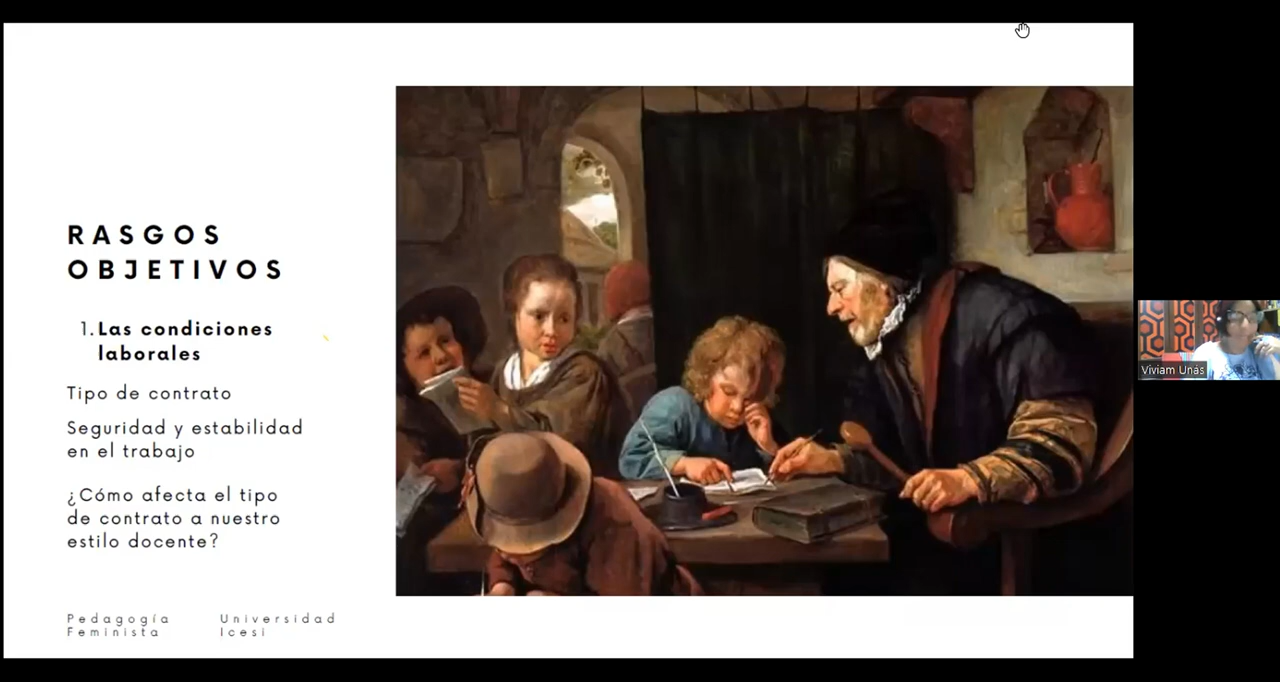 RASGOS
OBJETIVOS
1. Las condiciones
laborales
Tipo de contrato
Seguridad y estabilidad
en el trabajo
¿Cómo afecta el tipo
de contrato a nuestro
estilo docente?
Pedagogía
Feminista
Universidad
Icesi
Viviam Unás